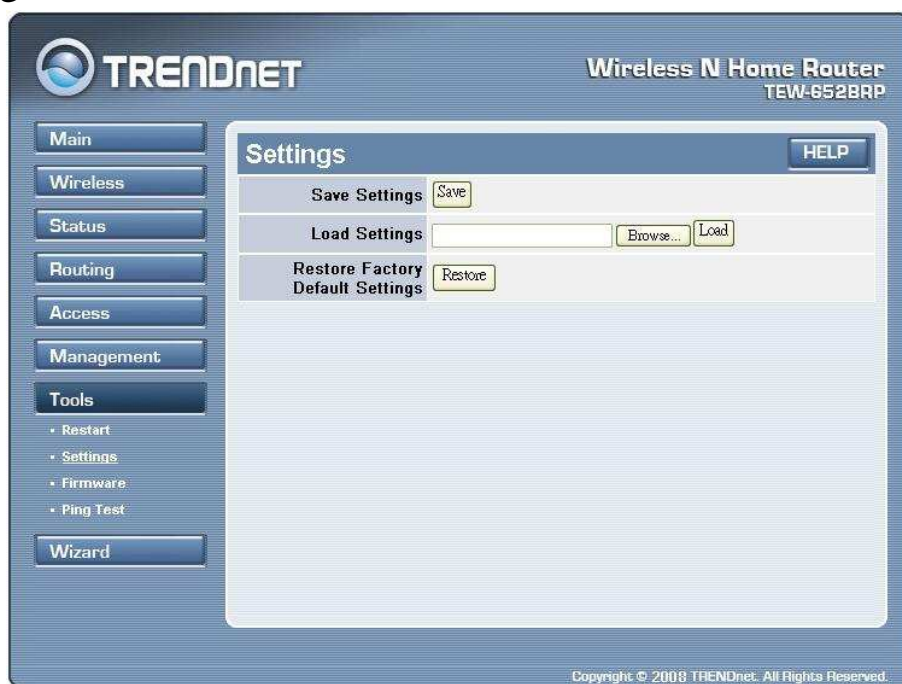 TRENDNET
Wireless N Home Router
TEW-652BRP
Main
Wireless
Status
Routing
Access
Management
Tools
• Restart
• Settings
• Firmware
• Ping Test
Wizard
Settings
HELP
Save Settings
Save
Load Settings
Browse...
Load
Restore Factory
Default Settings
Restore
Copyright © 2008 TRENDnet. All Rights Reserved.